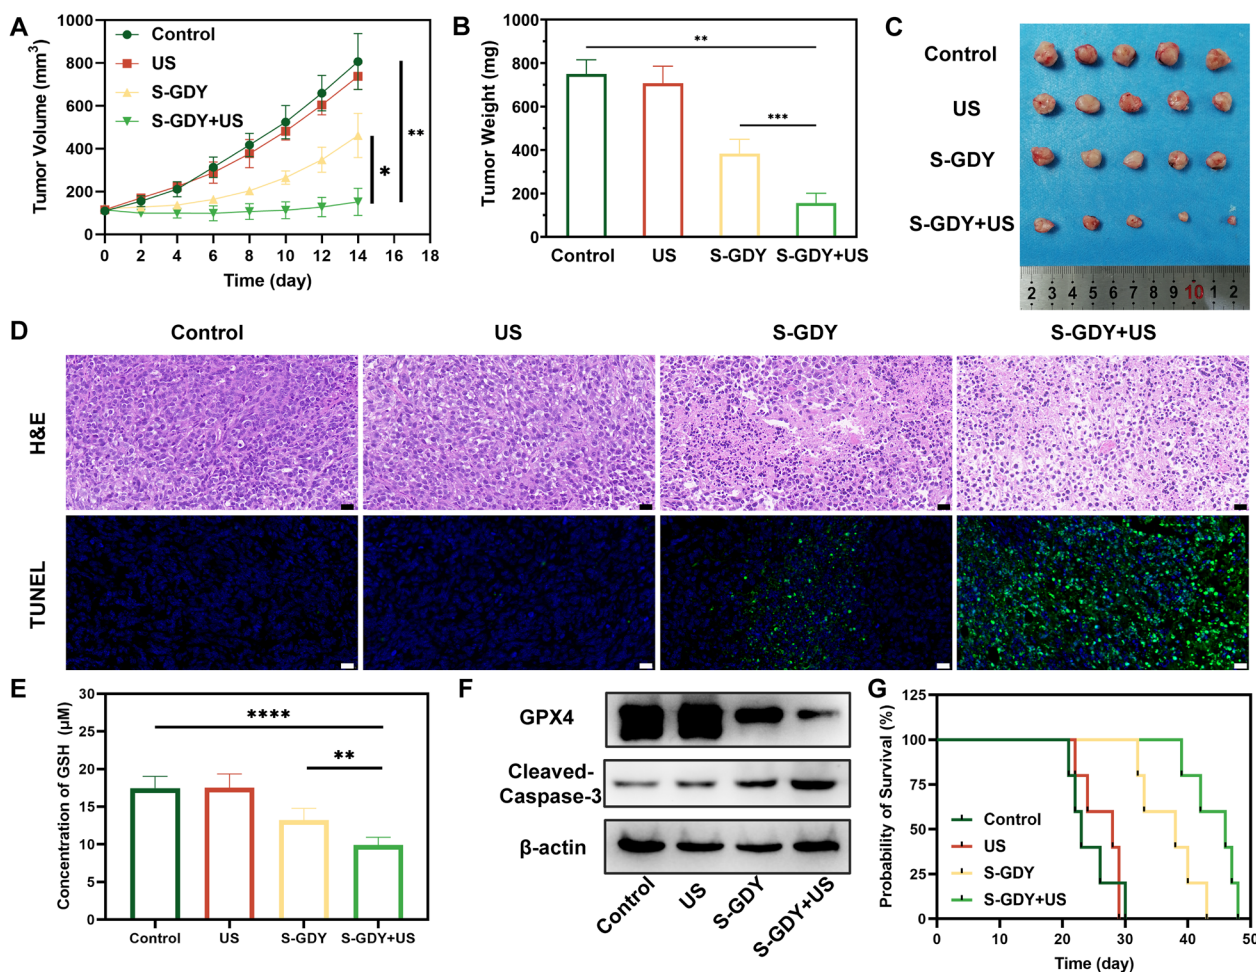 A
Tumor Volume (mm³)
1000
800
600
400
200
0
0 2 4 6 8 10 12 14 16 18
Time (day)
Control
US
S-GDY
S-GDY+US
*
**
B
Tumor Weight (mg)
1000
800
600
400
200
0
**
***
Control US S-GDY S-GDY+US
C
Control
US
S-GDY
S-GDY+US
2 3 4 5 6 7 8 9 10 1 2
D
Control US S-GDY S-GDY+US
H&E
TUNEL
E
Concentration of GSH (μM)
30
25
20
15
10
5
0
****
**
Control US S-GDY S-GDY+US
F
GPX4
Cleaved-
Caspase-3
β-actin
Control US S-GDY S-GDY+US
G
Probability of Survival (%)
125
100
75
50
25
0
Control
US
S-GDY
S-GDY+US
0 10 20 30 40 50
Time (day)